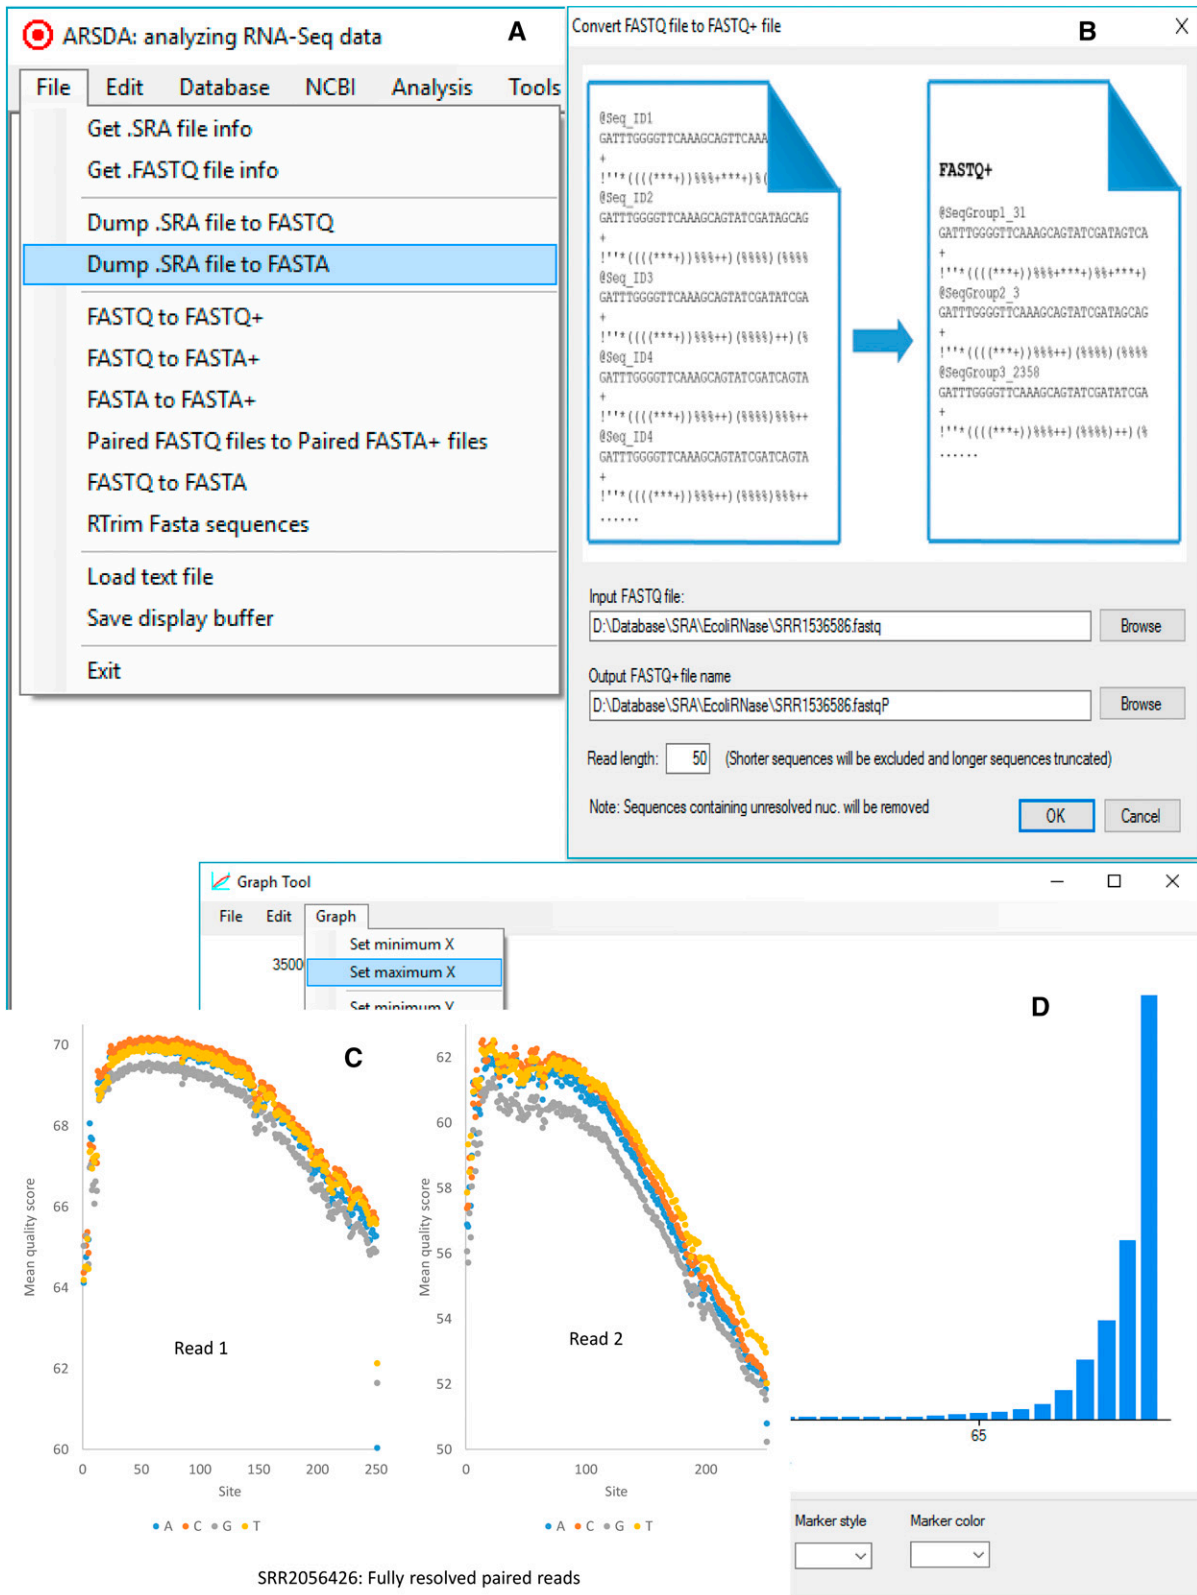 ARSDA: analyzing RNA-Seq data
A
File Edit Database NCBI Analysis Tools
Get .SRA file info
Get .FASTQ file info
Dump .SRA file to FASTQ
Dump .SRA file to FASTA
FASTQ to FASTQ+
FASTQ to FASTA+
FASTA to FASTA+
Paired FASTQ files to Paired FASTA+ files
FASTQ to FASTA
RTrim Fasta sequences
Load text file
Save display buffer
Exit
Convert FASTQ file to FASTQ+ file
B
@Seq_ID1
GATTTGGGGTTCAAAGCAGTTCAAA
+
!''*((((***+))%%%+***+)%(
@Seq_ID2
GATTTGGGGTTCAAAGCAGTATCGATAGCAG
+
!''*((((***+))%%%++)(%%%%)(%%%%
@Seq_ID3
GATTTGGGGTTCAAAGCAGTATCGATATCGA
+
!''*((((***+))%%%++)(%%%%)++)(%
@Seq_ID4
GATTTGGGGTTCAAAGCAGTATCGATCAGTA
+
!''*((((***+))%%%++)(%%%%)%%%++
@Seq_ID4
GATTTGGGGTTCAAAGCAGTATCGATCAGTA
+
!''*((((***+))%%%++)(%%%%)%%%++
......
FASTQ+
@SeqGroup1_31
GATTTGGGGTTCAAAGCAGTATCGATAGTCA
+
!''*((((***+))%%%+***+)%%+***+)
@SeqGroup2_3
GATTTGGGGTTCAAAGCAGTATCGATAGCAG
+
!''*((((***+))%%%++)(%%%%)(%%%%
@SeqGroup3_2358
GATTTGGGGTTCAAAGCAGTATCGATATCGA
+
!''*((((***+))%%%++)(%%%%)++)(%
......
Input FASTQ file:
D:\Database\SRA\EcoliRNase\SRR1536586.fastq Browse
Output FASTQ+ file name
D:\Database\SRA\EcoliRNase\SRR1536586.fastqP Browse
Read length: 50 (Shorter sequences will be excluded and longer sequences truncated)
Note: Sequences containing unresolved nuc. will be removed
OK Cancel
Graph Tool
File Edit Graph
Set minimum X
3500
Set maximum X
Set minimum Y
D
65
Marker style Marker color
C
Mean quality score
70
68
66
64
62
60
Read 1
0 50 100 150 200 250
Site
A C G T
Mean quality score
62
60
58
56
54
52
50
Read 2
0 100 200
Site
A C G T
SRR2056426: Fully resolved paired reads